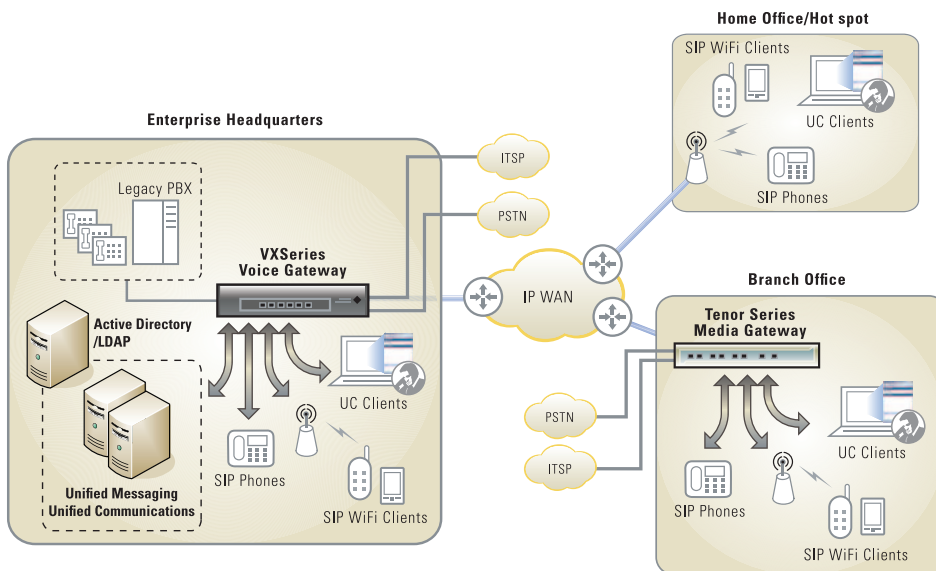 Home Office/Hot spot
SIP WiFi Clients
UC Clients
SIP Phones
Enterprise Headquarters
Legacy PBX
VXSeries
Voice Gateway
Active Directory
/LDAP
UC Clients
SIP Phones
SIP WiFi Clients
Unified Messaging
Unified Communications
ITSP
PSTN
IP WAN
Branch Office
Tenor Series
Media Gateway
PSTN
ITSP
UC Clients
SIP Phones
SIP WiFi Clients